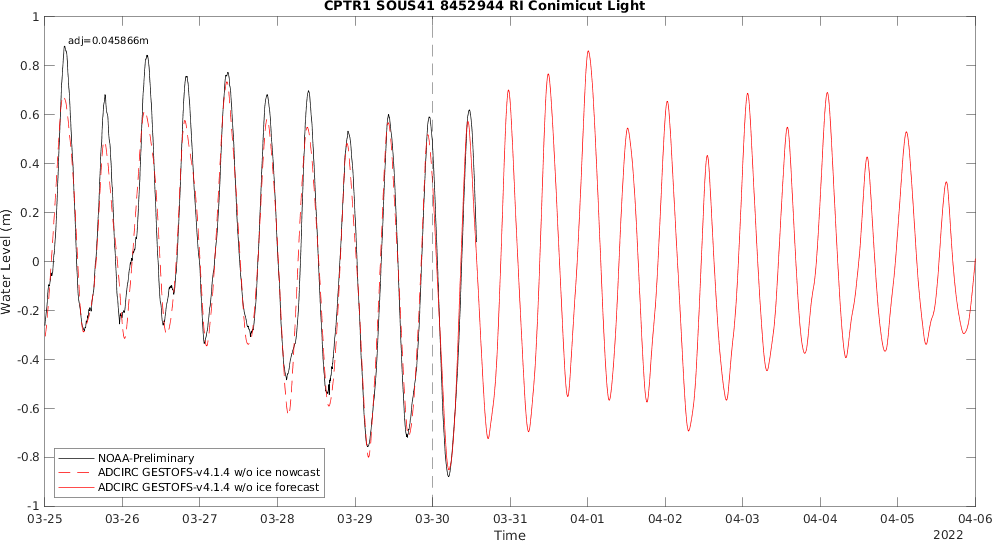 CPTR1 SOUS41 8452944 RI Conimicut Light
adj=0.045866m
1
0.8
0.6
0.4
0.2
0
-0.2
-0.4
-0.6
-0.8
-1
Water Level (m)
NOAA-Preliminary
ADCIRC GESTOFS-v4.1.4 w/o ice nowcast
ADCIRC GESTOFS-v4.1.4 w/o ice forecast
03-25 03-26 03-27 03-28 03-29 03-30 03-31 04-01 04-02 04-03 04-04 04-05 04-06
Time
2022